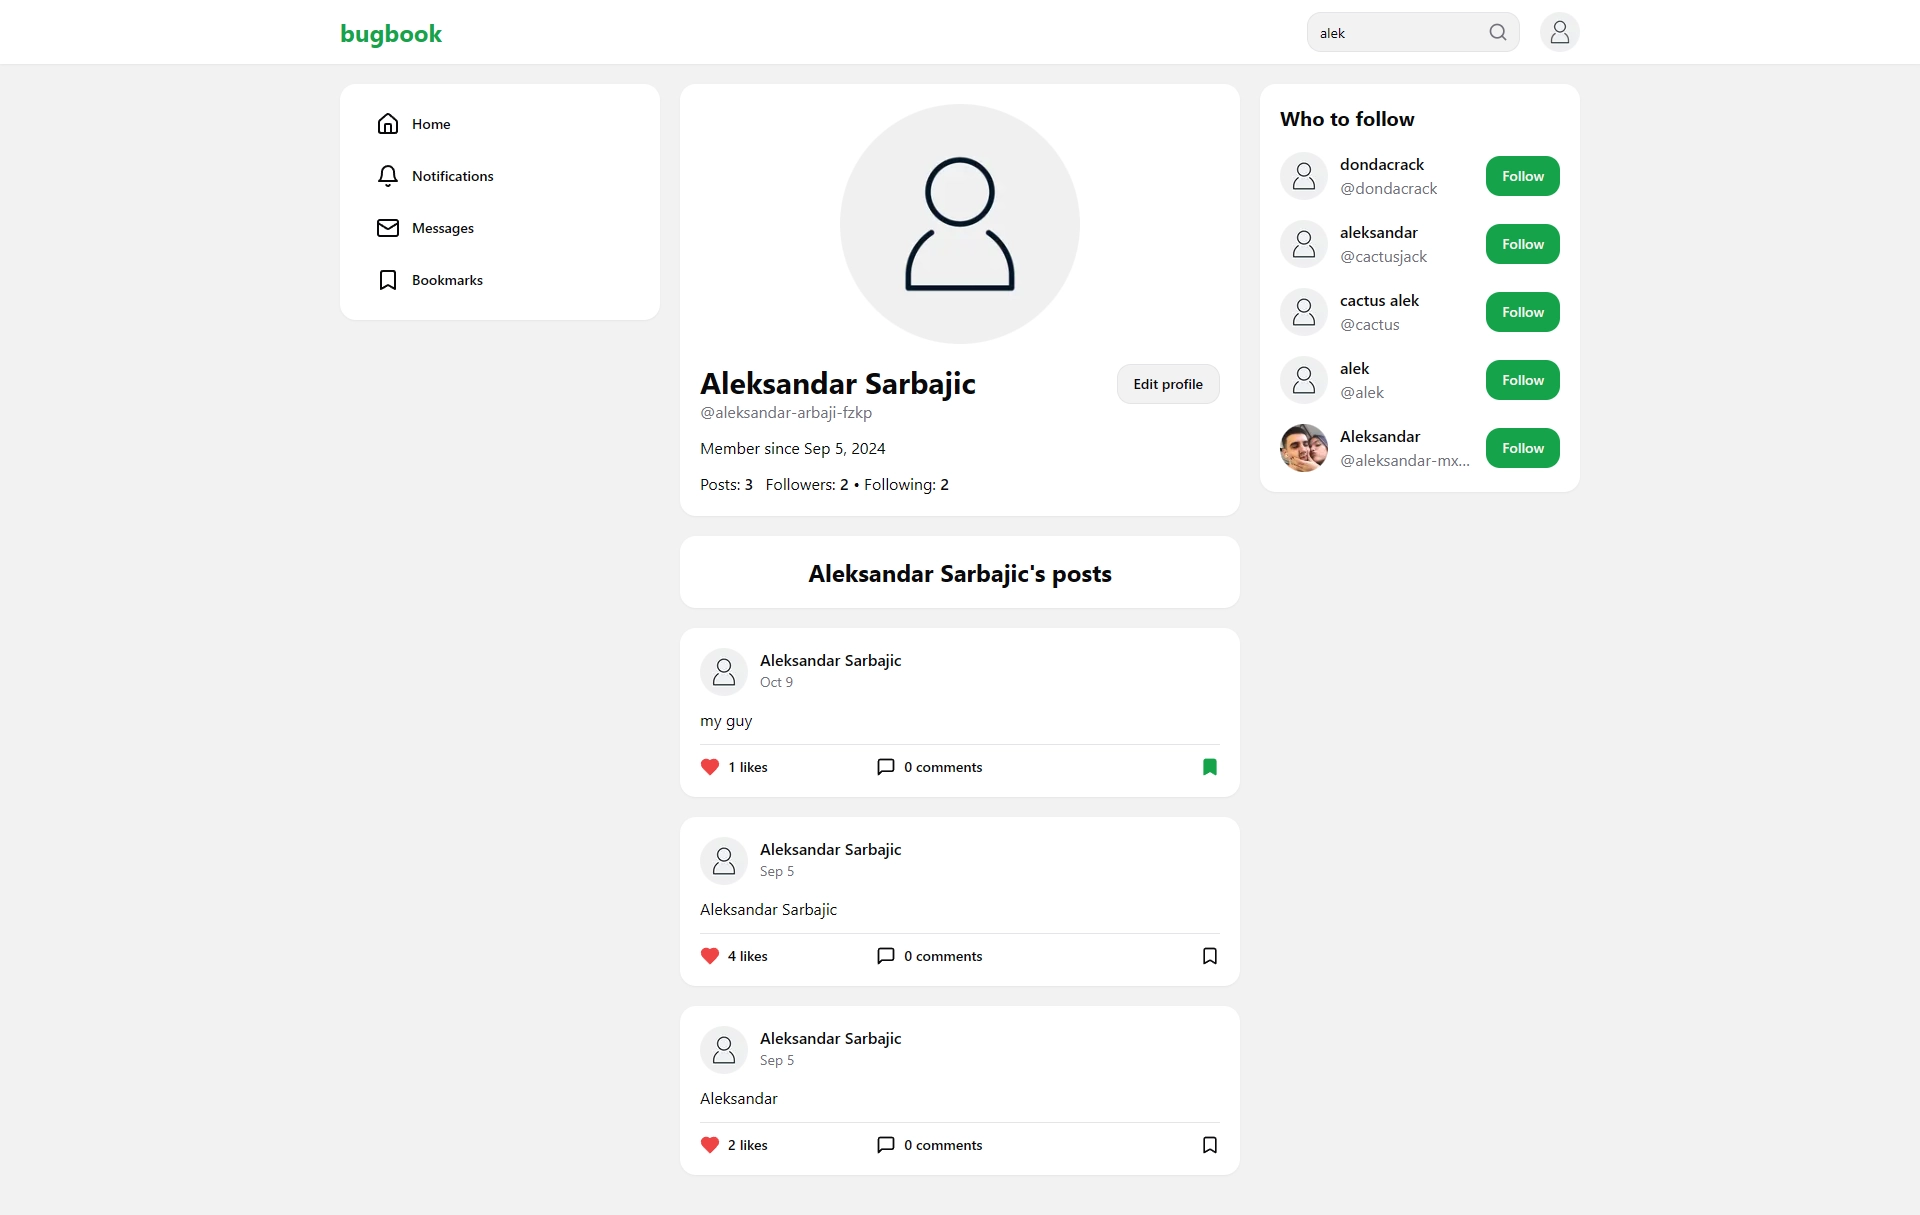 bugbook
alek
Home
Notifications
Messages
Bookmarks
Aleksandar Sarbajic
Edit profile
@aleksandar-arbaji-fzkp
Member since Sep 5, 2024
Posts: 3 Followers: 2 • Following: 2
Aleksandar Sarbajic's posts
Aleksandar Sarbajic
Oct 9
my guy
1 likes
0 comments
Aleksandar Sarbajic
Sep 5
Aleksandar Sarbajic
4 likes
0 comments
Aleksandar Sarbajic
Sep 5
Aleksandar
2 likes
0 comments
Who to follow
dondacrack
@dondacrack
Follow
aleksandar
@cactusjack
Follow
cactus alek
@cactus
Follow
alek
@alek
Follow
Aleksandar
@aleksandar-mx...
Follow